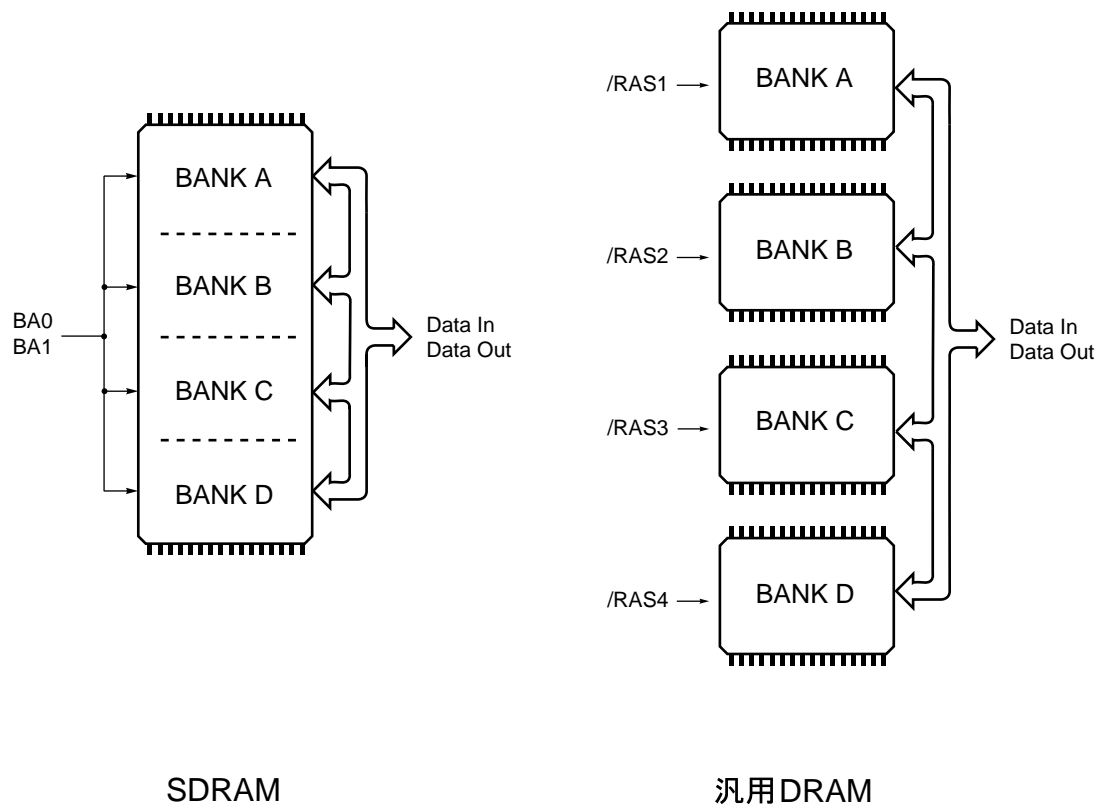 BA0
BA1
BANK A
BANK B
BANK C
BANK D
Data In
Data Out
SDRAM
/RAS1
BANK A
/RAS2
BANK B
/RAS3
BANK C
/RAS4
BANK D
Data In
Data Out
汎用DRAM